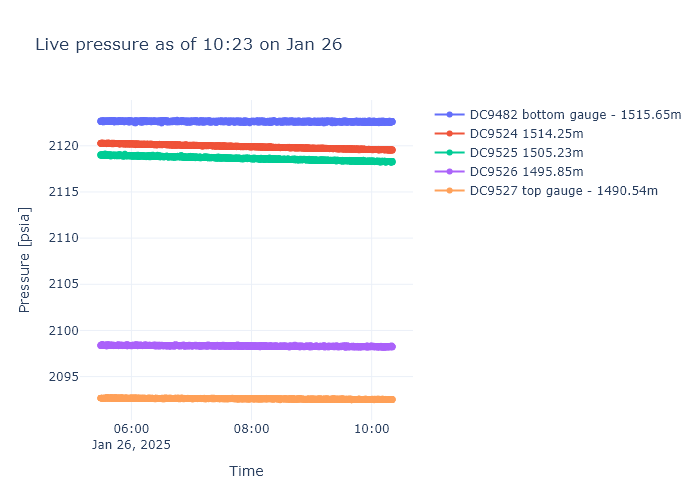 Live pressure as of 10:23 on Jan 26
DC9482 bottom gauge - 1515.65m
DC9524 1514.25m
DC9525 1505.23m
DC9526 1495.85m
DC9527 top gauge - 1490.54m
Pressure [psia]
2120
2115
2110
2105
2100
2095
06:00
08:00
10:00
Jan 26, 2025
Time